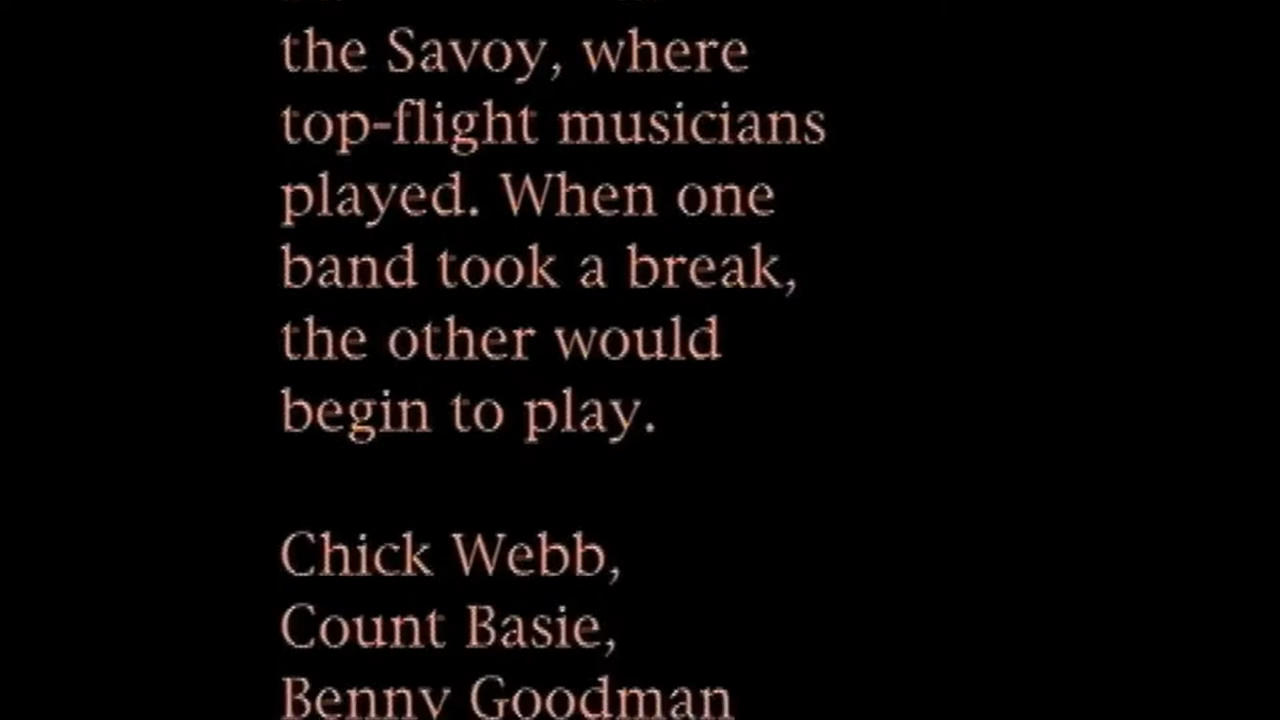 the Savoy, where
top-flight musicians
played. When one
band took a break,
the other would
begin to play.
Chick Webb,
Count Basie,
Benny Goodman